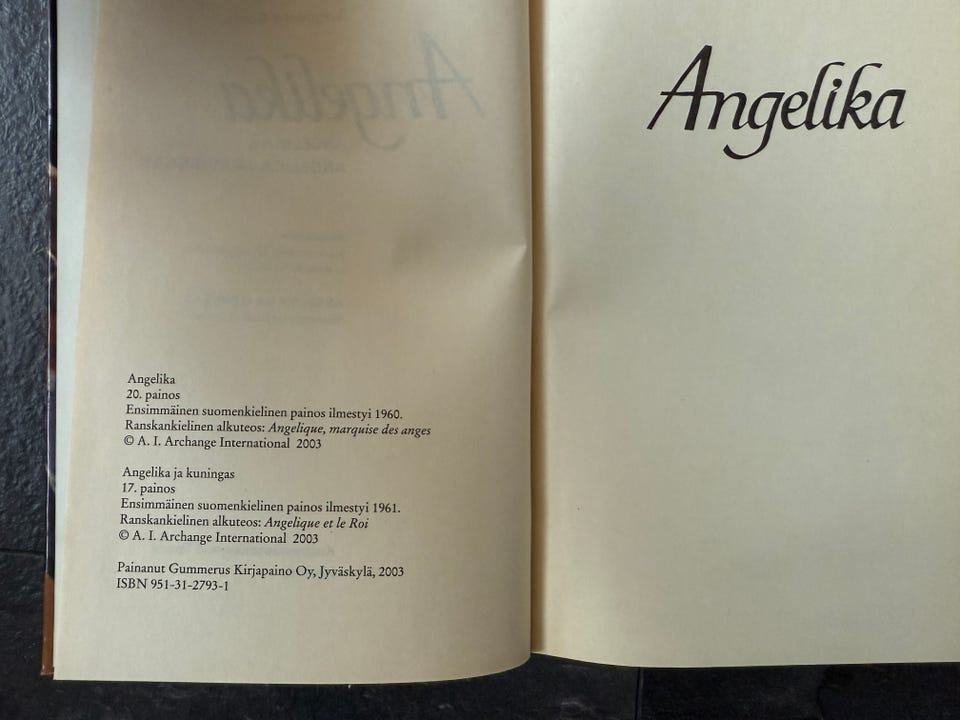 Angelika
20. painos
Ensimmäinen suomenkielinen painos ilmestyi 1960.
Ranskankielinen alkuteos: Angelique, marquise des anges
© A. I. Archange International 2003
Angelika ja kuningas
17. painos
Ensimmäinen suomenkielinen painos ilmestyi 1961.
Ranskankielinen alkuteos: Angelique et le Roi
© A. I. Archange International 2003
Painanut Gummerus Kirjapaino Oy, Jyväskylä, 2003
ISBN 951-31-2793-1
Angelika